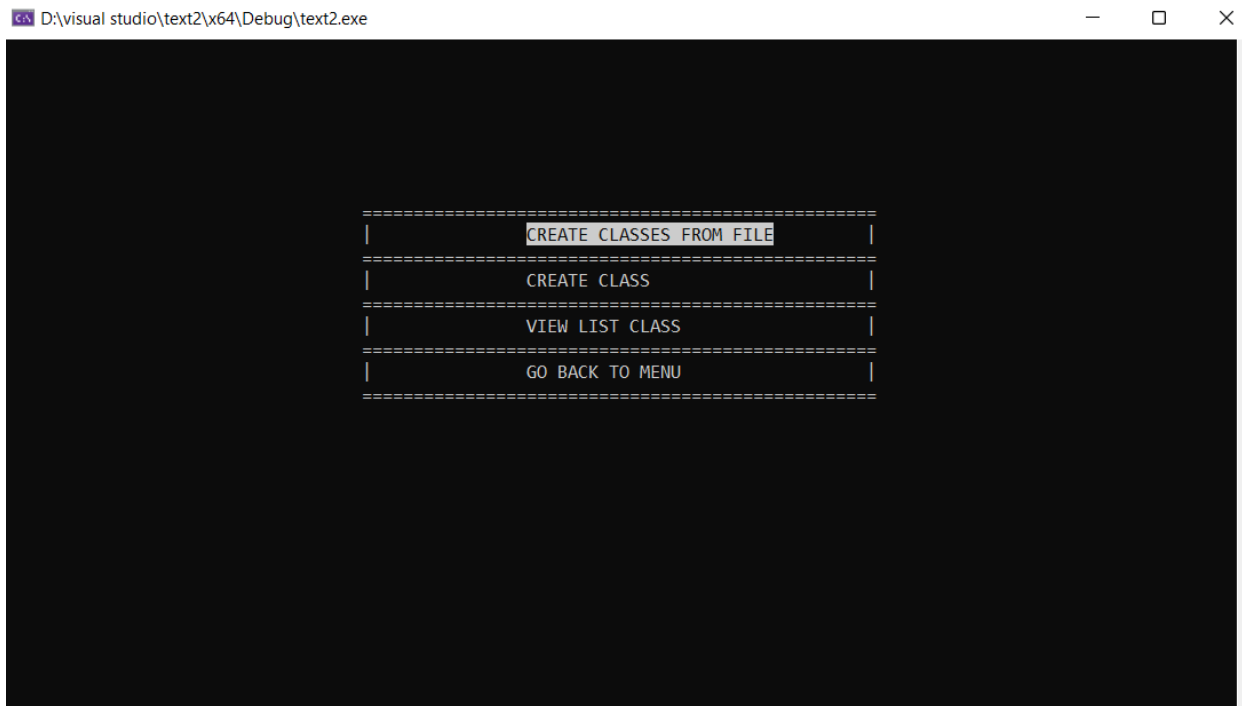 D:\visual studio\text2\x64\Debug\text2.exe
==================================================
| CREATE CLASSES FROM FILE |
==================================================
| CREATE CLASS |
==================================================
| VIEW LIST CLASS |
==================================================
| GO BACK TO MENU |
==================================================